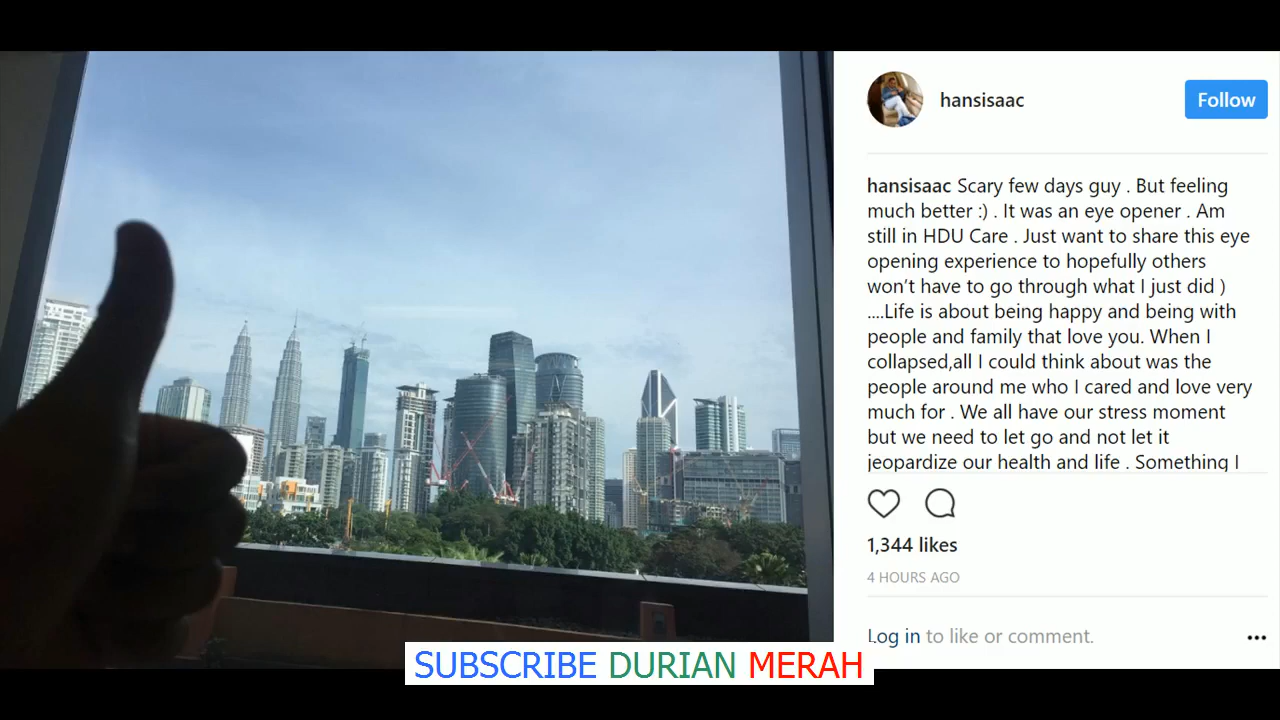 hansisaac
Follow
hansisaac Scary few days guy . But feeling
much better :) . It was an eye opener . Am
still in HDU Care . Just want to share this eye
opening experience to hopefully others
won't have to go through what I just did )
....Life is about being happy and being with
people and family that love you. When I
collapsed,all I could think about was the
people around me who I cared and love very
much for . We all have our stress moment
but we need to let go and not let it
jeopardize our health and life . Something I
1,344 likes
4 HOURS AGO
Log in to like or comment.
SUBSCRIBE DURIAN MERAH